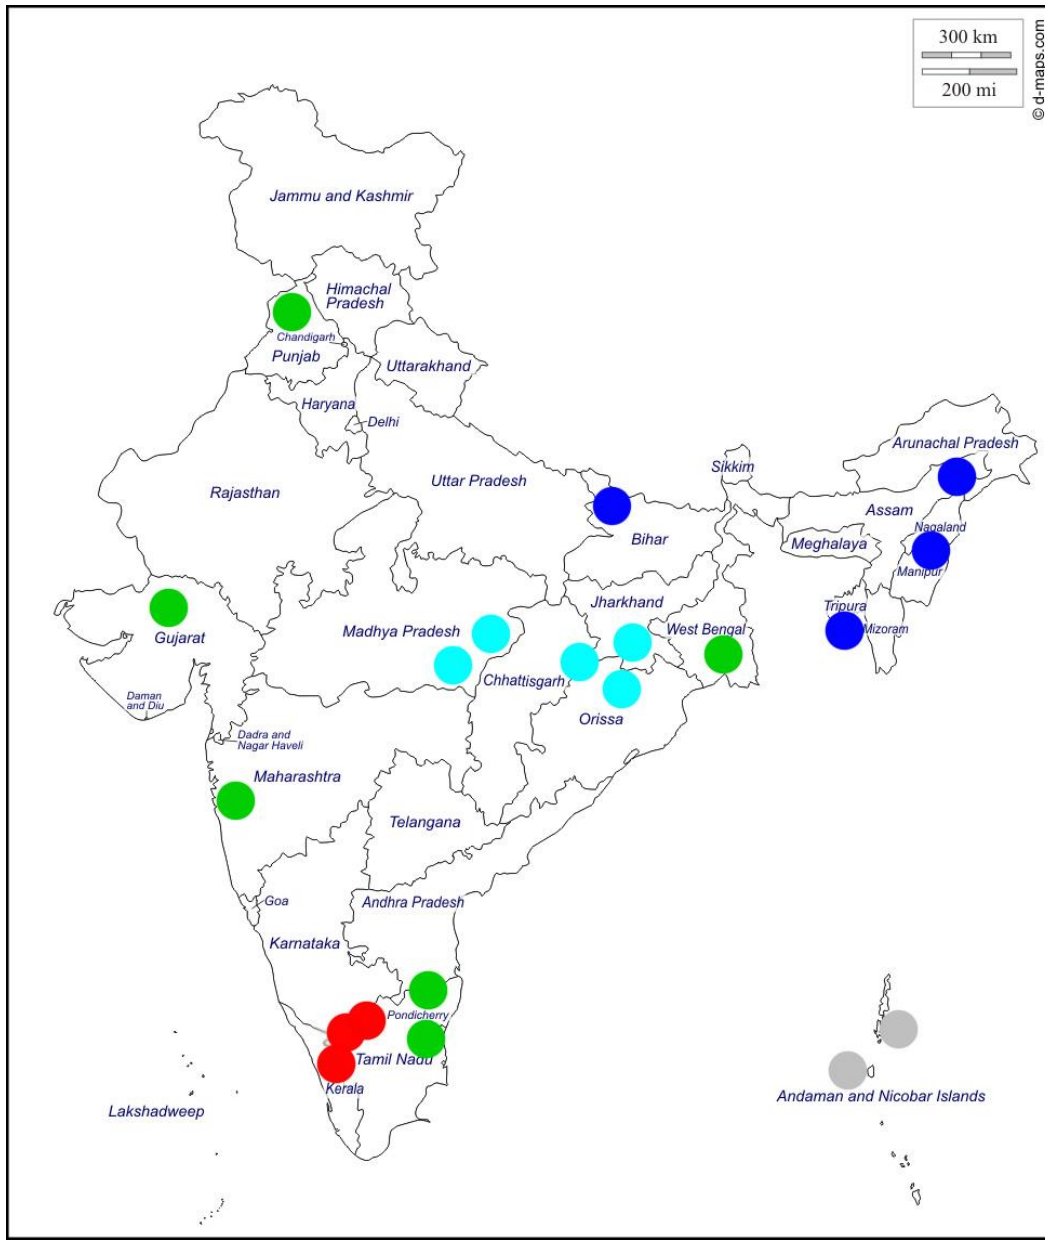 300 km
200 mi
© d-maps.com
Jammu and Kashmir
Himachal
Pradesh
Chandigarh
Punjab
Uttarakhand
Haryana
Delhi
Arunachal Pradesh
Sikkim
Uttar Pradesh
Rajasthan
Assam
Nagaland
Bihar
Meghalaya
Manipur
Jharkhand
Tripura
West Bengal
Mizoram
Madhya Pradesh
Gujarat
Chhattisgarh
Daman
and Diu
Orissa
Dadra and
Nagar Haveli
Maharashtra
Telangana
Goa
Andhra Pradesh
Karnataka
Pondicherry
Tamil Nadu
Kerala
Andaman and Nicobar Islands
Lakshadweep